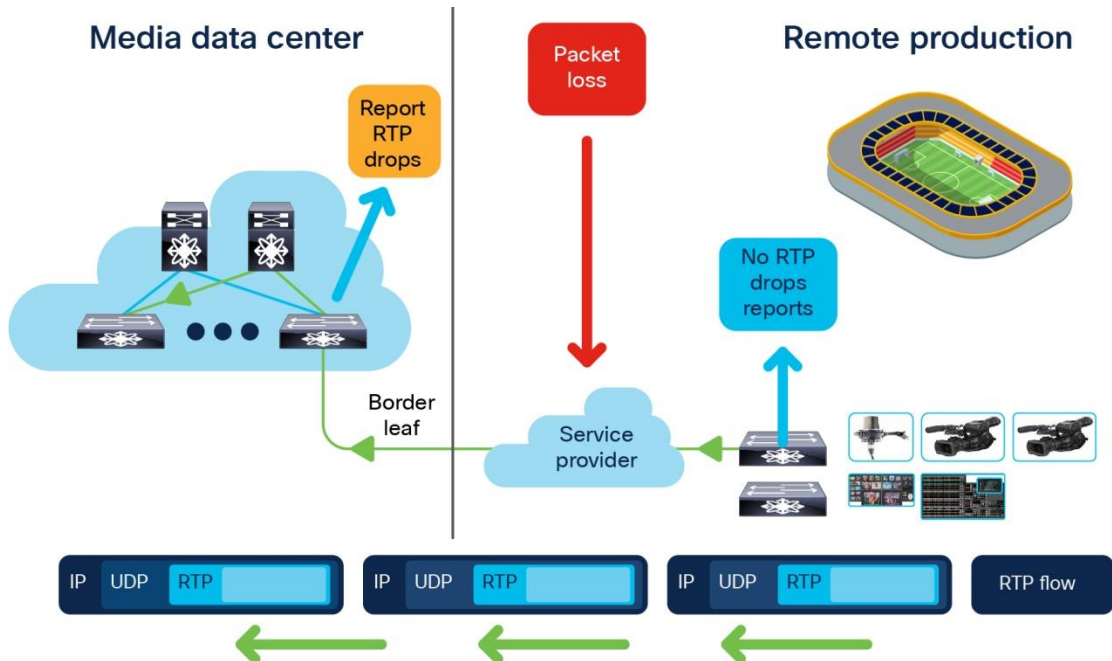 Media data center
Remote production
Packet
loss
Report
RTP
drops
No RTP
drops
reports
Border
leaf
Service
provider
IP UDP RTP
IP UDP RTP
IP UDP RTP
RTP flow